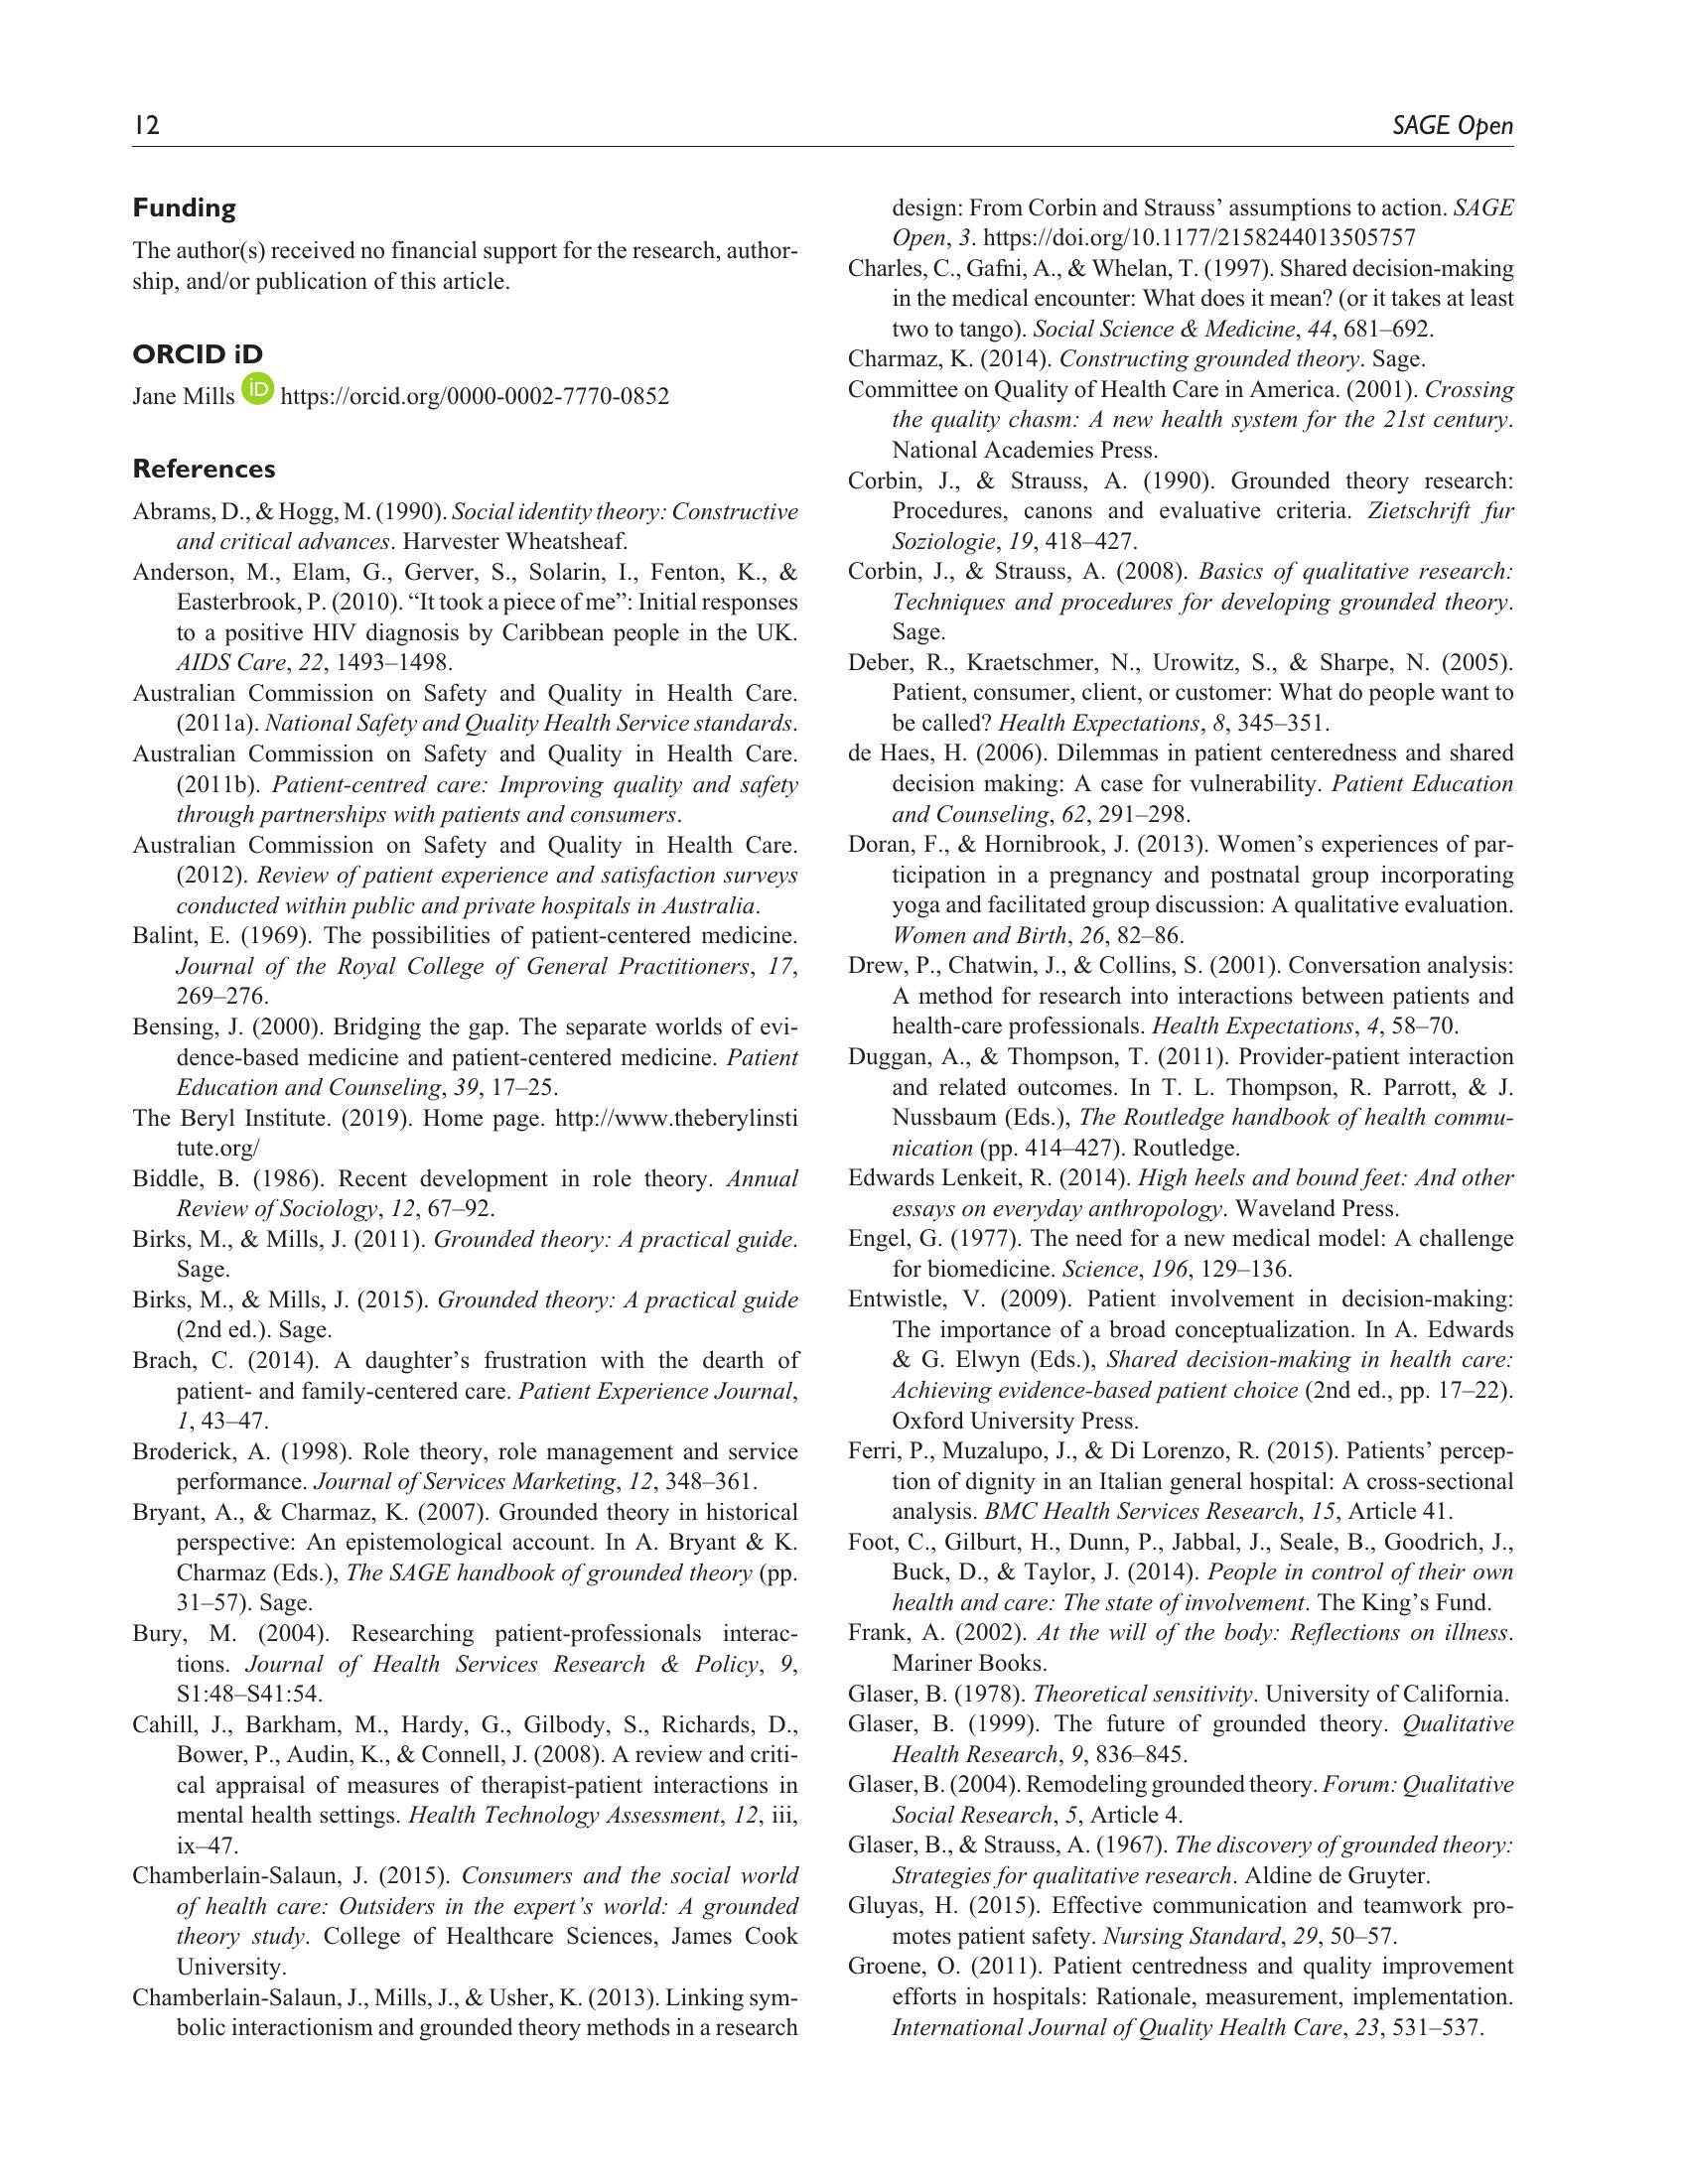 12
SAGE Open
Funding
The author(s) received no financial support for the research, author-
ship, and/or publication of this article.
ORCID iD
Jane Mills iD https://orcid.org/0000-0002-7770-0852
References
Abrams, D., & Hogg, M. (1990). Social identity theory: Constructive
and critical advances. Harvester Wheatsheaf.
Anderson, M., Elam, G., Gerver, S., Solarin, I., Fenton, K., &
Easterbrook, P. (2010). “It took a piece of me”: Initial responses
to a positive HIV diagnosis by Caribbean people in the UK.
AIDS Care, 22, 1493–1498.
Australian Commission on Safety and Quality in Health Care.
(2011a). National Safety and Quality Health Service standards.
Australian Commission on Safety and Quality in Health Care.
(2011b). Patient-centred care: Improving quality and safety
through partnerships with patients and consumers.
Australian Commission on Safety and Quality in Health Care.
(2012). Review of patient experience and satisfaction surveys
conducted within public and private hospitals in Australia.
Balint, E. (1969). The possibilities of patient-centered medicine.
Journal of the Royal College of General Practitioners, 17,
269–276.
Bensing, J. (2000). Bridging the gap. The separate worlds of evi-
dence-based medicine and patient-centered medicine. Patient
Education and Counseling, 39, 17–25.
The Beryl Institute. (2019). Home page. http://www.theberylinsti
tute.org/
Biddle, B. (1986). Recent development in role theory. Annual
Review of Sociology, 12, 67–92.
Birks, M., & Mills, J. (2011). Grounded theory: A practical guide.
Sage.
Birks, M., & Mills, J. (2015). Grounded theory: A practical guide
(2nd ed.). Sage.
Brach, C. (2014). A daughter’s frustration with the dearth of
patient- and family-centered care. Patient Experience Journal,
1, 43–47.
Broderick, A. (1998). Role theory, role management and service
performance. Journal of Services Marketing, 12, 348–361.
Bryant, A., & Charmaz, K. (2007). Grounded theory in historical
perspective: An epistemological account. In A. Bryant & K.
Charmaz (Eds.), The SAGE handbook of grounded theory (pp.
31–57). Sage.
Bury, M. (2004). Researching patient-professionals interac-
tions. Journal of Health Services Research & Policy, 9,
S1:48–S41:54.
Cahill, J., Barkham, M., Hardy, G., Gilbody, S., Richards, D.,
Bower, P., Audin, K., & Connell, J. (2008). A review and criti-
cal appraisal of measures of therapist-patient interactions in
mental health settings. Health Technology Assessment, 12, iii,
ix–47.
Chamberlain-Salaun, J. (2015). Consumers and the social world
of health care: Outsiders in the expert’s world: A grounded
theory study. College of Healthcare Sciences, James Cook
University.
Chamberlain-Salaun, J., Mills, J., & Usher, K. (2013). Linking sym-
bolic interactionism and grounded theory methods in a research
design: From Corbin and Strauss’ assumptions to action. SAGE
Open, 3. https://doi.org/10.1177/2158244013505757
Charles, C., Gafni, A., & Whelan, T. (1997). Shared decision-making
in the medical encounter: What does it mean? (or it takes at least
two to tango). Social Science & Medicine, 44, 681–692.
Charmaz, K. (2014). Constructing grounded theory. Sage.
Committee on Quality of Health Care in America. (2001). Crossing
the quality chasm: A new health system for the 21st century.
National Academies Press.
Corbin, J., & Strauss, A. (1990). Grounded theory research:
Procedures, canons and evaluative criteria. Zietschrift fur
Soziologie, 19, 418–427.
Corbin, J., & Strauss, A. (2008). Basics of qualitative research:
Techniques and procedures for developing grounded theory.
Sage.
Deber, R., Kraetschmer, N., Urowitz, S., & Sharpe, N. (2005).
Patient, consumer, client, or customer: What do people want to
be called? Health Expectations, 8, 345–351.
de Haes, H. (2006). Dilemmas in patient centeredness and shared
decision making: A case for vulnerability. Patient Education
and Counseling, 62, 291–298.
Doran, F., & Hornibrook, J. (2013). Women’s experiences of par-
ticipation in a pregnancy and postnatal group incorporating
yoga and facilitated group discussion: A qualitative evaluation.
Women and Birth, 26, 82–86.
Drew, P., Chatwin, J., & Collins, S. (2001). Conversation analysis:
A method for research into interactions between patients and
health-care professionals. Health Expectations, 4, 58–70.
Duggan, A., & Thompson, T. (2011). Provider-patient interaction
and related outcomes. In T. L. Thompson, R. Parrott, & J.
Nussbaum (Eds.), The Routledge handbook of health commu-
nication (pp. 414–427). Routledge.
Edwards Lenkeit, R. (2014). High heels and bound feet: And other
essays on everyday anthropology. Waveland Press.
Engel, G. (1977). The need for a new medical model: A challenge
for biomedicine. Science, 196, 129–136.
Entwistle, V. (2009). Patient involvement in decision-making:
The importance of a broad conceptualization. In A. Edwards
& G. Elwyn (Eds.), Shared decision-making in health care:
Achieving evidence-based patient choice (2nd ed., pp. 17–22).
Oxford University Press.
Ferri, P., Muzalupo, J., & Di Lorenzo, R. (2015). Patients’ percep-
tion of dignity in an Italian general hospital: A cross-sectional
analysis. BMC Health Services Research, 15, Article 41.
Foot, C., Gilburt, H., Dunn, P., Jabbal, J., Seale, B., Goodrich, J.,
Buck, D., & Taylor, J. (2014). People in control of their own
health and care: The state of involvement. The King’s Fund.
Frank, A. (2002). At the will of the body: Reflections on illness.
Mariner Books.
Glaser, B. (1978). Theoretical sensitivity. University of California.
Glaser, B. (1999). The future of grounded theory. Qualitative
Health Research, 9, 836–845.
Glaser, B. (2004). Remodeling grounded theory. Forum: Qualitative
Social Research, 5, Article 4.
Glaser, B., & Strauss, A. (1967). The discovery of grounded theory:
Strategies for qualitative research. Aldine de Gruyter.
Gluyas, H. (2015). Effective communication and teamwork pro-
motes patient safety. Nursing Standard, 29, 50–57.
Groene, O. (2011). Patient centredness and quality improvement
efforts in hospitals: Rationale, measurement, implementation.
International Journal of Quality Health Care, 23, 531–537.